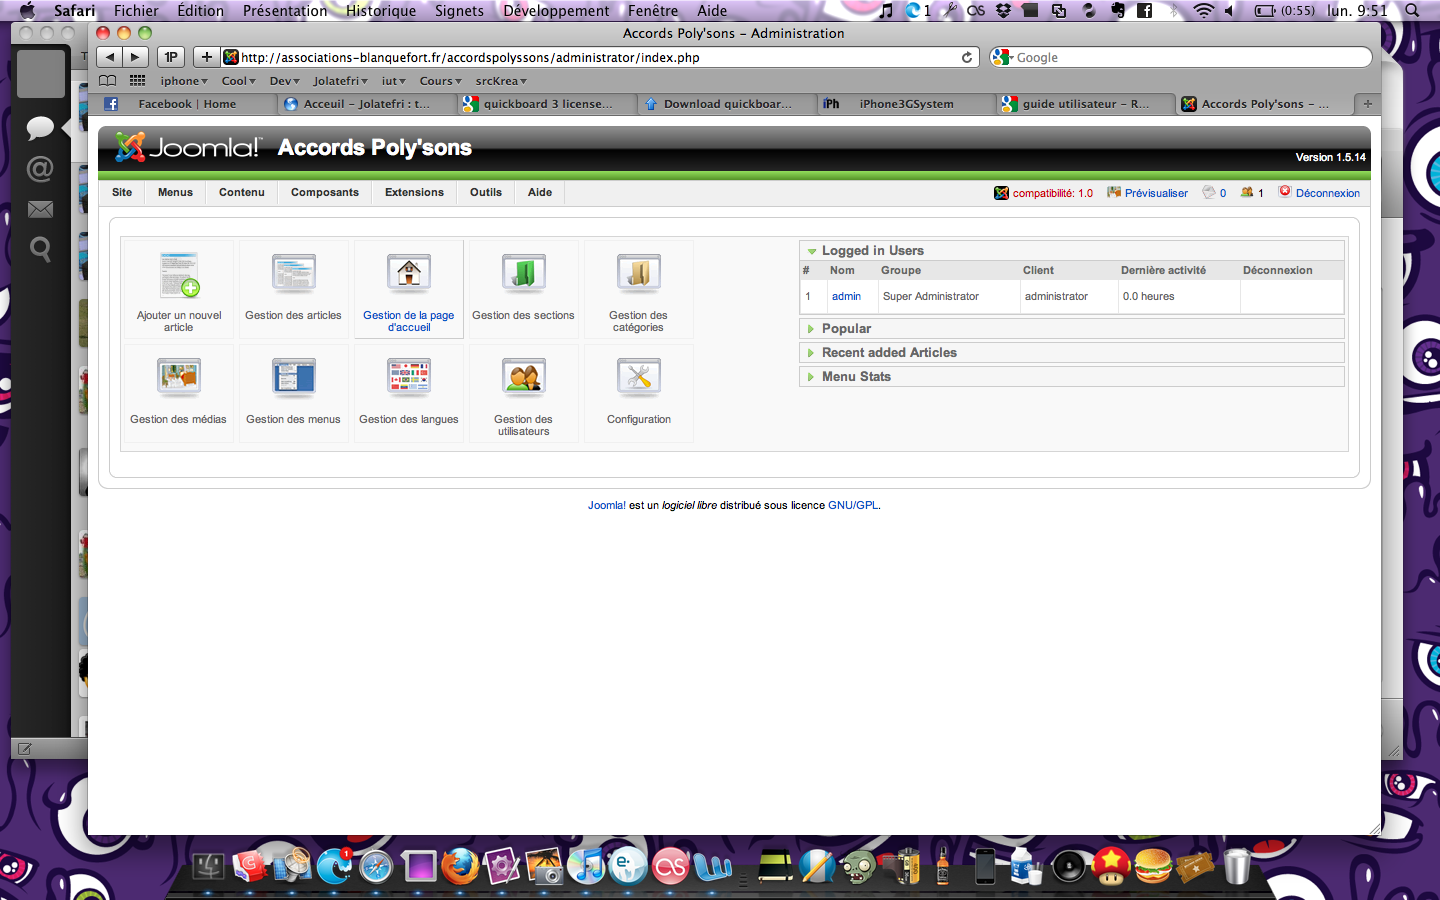 Safari Fichier Édition Présentation Historique Signets Développement Fenêtre Aide 1 (0:55) lun. 9:51
Accords Poly'sons – Administration
1P + http://associations-blanquefort.fr/accordspolyssons/administrator/index.php Google
iphone Cool Dev Jolatefri iut Cours srcKrea
Facebook | Home Acceuil – Jolatefri : t... quickboard 3 license... Download quickboar... iPh iPhone3GSystem guide utilisateur – R... Accords Poly'sons – ... +
Joomla!™ Accords Poly'sons
Version 1.5.14
Site Menus Contenu Composants Extensions Outils Aide compatibilité: 1.0 Prévisualiser 0 1 Déconnexion
Ajouter un nouvel article
Gestion des articles
Gestion de la page d'accueil
Gestion des sections
Gestion des catégories
Gestion des médias
Gestion des menus
Gestion des langues
Gestion des utilisateurs
Configuration
Logged in Users
# Nom Groupe Client Dernière activité Déconnexion
1 admin Super Administrator administrator 0.0 heures
Popular
Recent added Articles
Menu Stats
Joomla! est un logiciel libre distribué sous licence GNU/GPL.